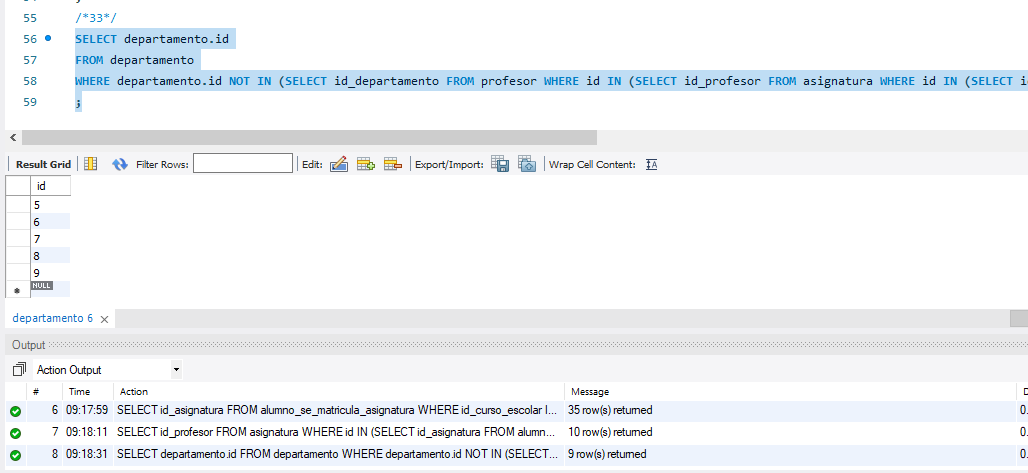 55 /*33*/
56 SELECT departamento.id
57 FROM departamento
58 WHERE departamento.id NOT IN (SELECT id_departamento FROM profesor WHERE id IN (SELECT id_profesor FROM asignatura WHERE id IN (SELECT i
59 ;
Result Grid Filter Rows: Edit: Export/Import: Wrap Cell Content:
id
5
6
7
8
9
NULL
departamento 6
Output
Action Output
# Time Action Message D
6 09:17:59 SELECT id_asignatura FROM alumno_se_matricula_asignatura WHERE id_curso_escolar I... 35 row(s) returned 0.
7 09:18:11 SELECT id_profesor FROM asignatura WHERE id IN (SELECT id_asignatura FROM alumn... 10 row(s) returned 0.
8 09:18:31 SELECT departamento.id FROM departamento WHERE departamento.id NOT IN (SELECT... 9 row(s) returned 0.